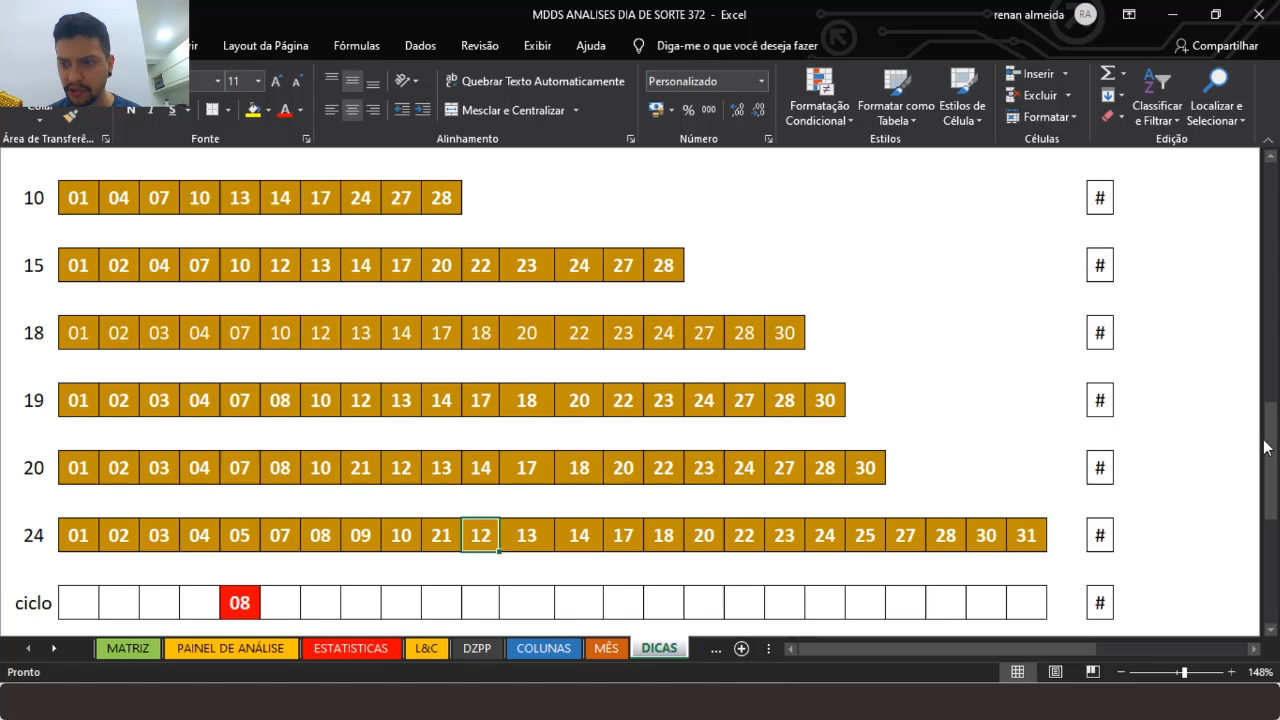 MDDS ANALISES DIA DE SORTE 372 - Excel
renan almeida RA
Layout da Página Fórmulas Dados Revisão Exibir Ajuda Diga-me o que você deseja fazer Compartilhar
11 A A Quebrar Texto Automaticamente Personalizado
N I S A Mesclar e Centralizar % 000
Formatação Condicional
Formatar como Tabela
Estilos de Célula
Inserir
Excluir
Formatar
Classificar e Filtrar
Localizar e Selecionar
Área de Transferê... Fonte Alinhamento Número Estilos Células Edição
10 01 04 07 10 13 14 17 24 27 28 #
15 01 02 04 07 10 12 13 14 17 20 22 23 24 27 28 #
18 01 02 03 04 07 10 12 13 14 17 18 20 22 23 24 27 28 30 #
19 01 02 03 04 07 08 10 12 13 14 17 18 20 22 23 24 27 28 30 #
20 01 02 03 04 07 08 10 21 12 13 14 17 18 20 22 23 24 27 28 30 #
24 01 02 03 04 05 07 08 09 10 21 12 13 14 17 18 20 22 23 24 25 27 28 30 31 #
ciclo 08 #
MATRIZ PAINEL DE ANÁLISE ESTATISTICAS L&C DZPP COLUNAS MÊS DICAS ...
Pronto 148%